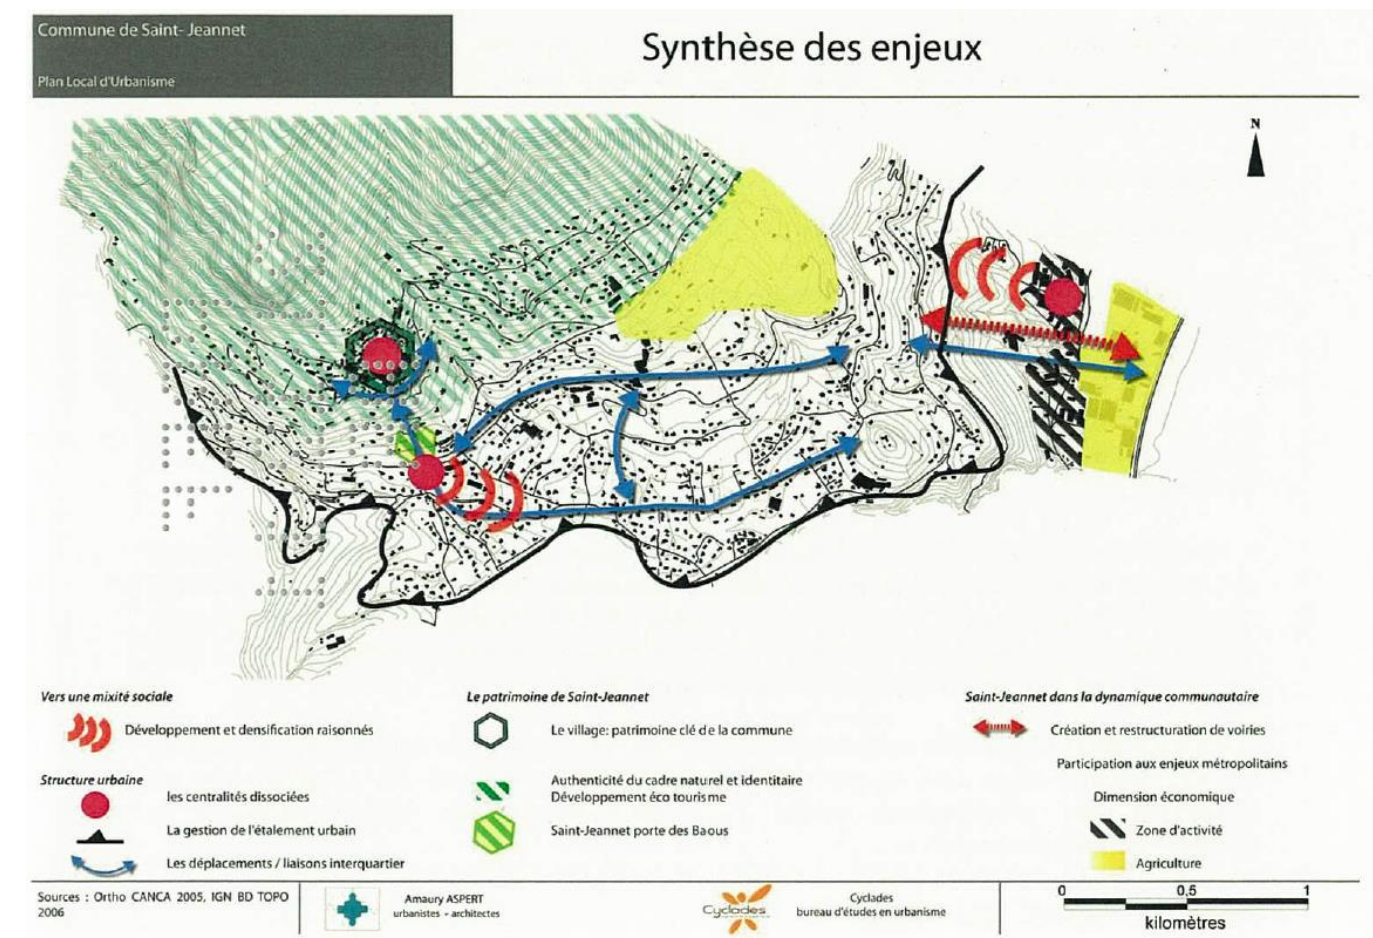 Commune de Saint- Jeannet
Plan Local d'Urbanisme
Synthèse des enjeux
N
Vers une mixité sociale
Développement et densification raisonnés
Structure urbaine
les centralités dissociées
La gestion de l'étalement urbain
Les déplacements / liaisons interquartier
Le patrimoine de Saint-Jeannet
Le village: patrimoine clé de la commune
Authenticité du cadre naturel et identitaire
Développement éco tourisme
Saint-Jeannet porte des Baous
Saint-Jeannet dans la dynamique communautaire
Création et restructuration de voiries
Participation aux enjeux métropolitains
Dimension économique
Zone d'activité
Agriculture
Sources : Ortho CANCA 2005, IGN BD TOPO
2006
Amaury ASPERT
urbanistes - architectes
Cyclades
Cyclades
bureau d'études en urbanisme
0 0,5 1
kilomètres